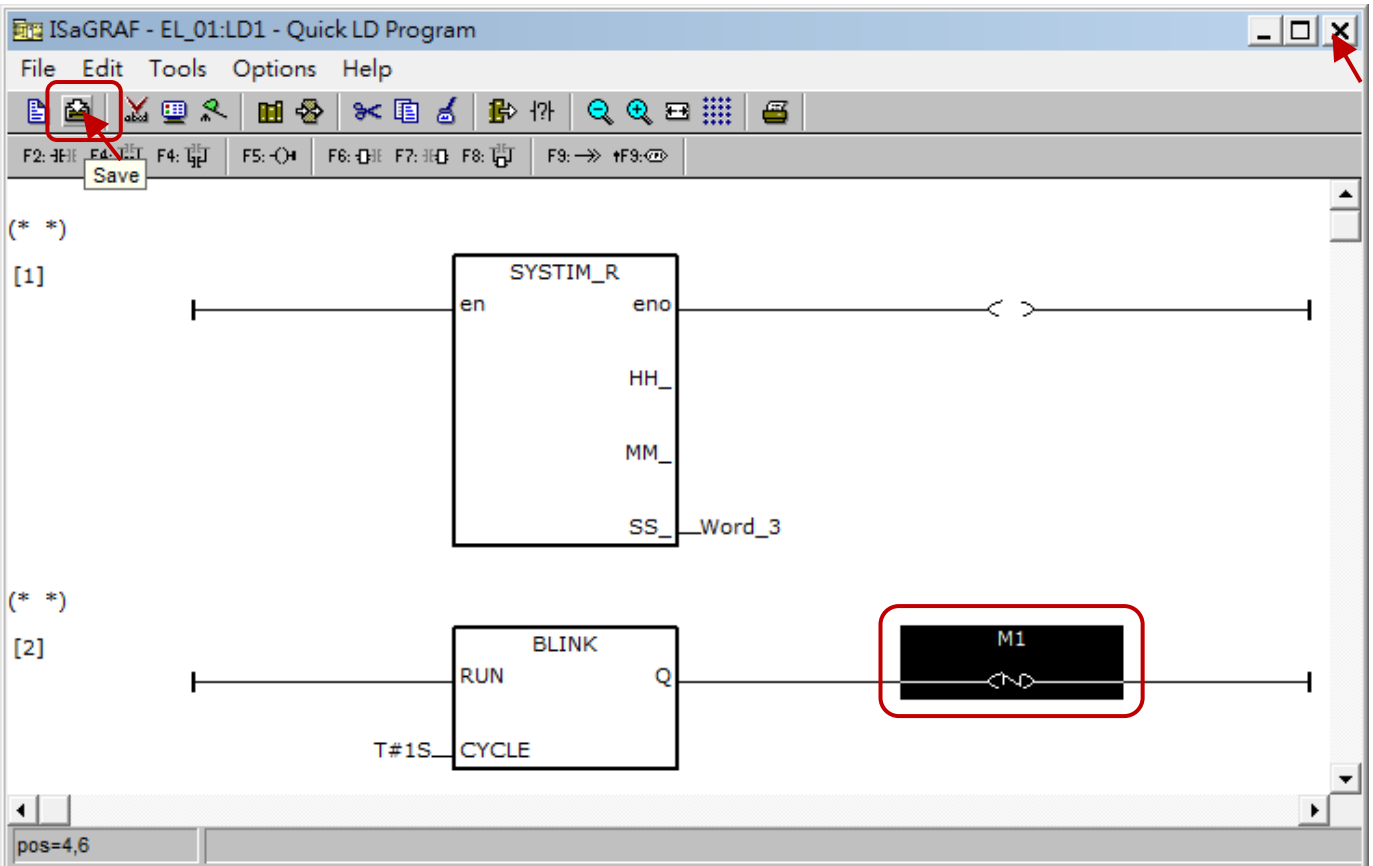 ISaGRAF - EL_01:LD1 - Quick LD Program
File Edit Tools Options Help
F2: F4: F5: F6: F7: F8: F9: F9:
Save
(* *)
[1]
SYSTIM_R
en eno
HH_
MM_
SS_ Word_3
(* *)
[2]
BLINK
M1
RUN Q
N
T#1S CYCLE
pos=4,6